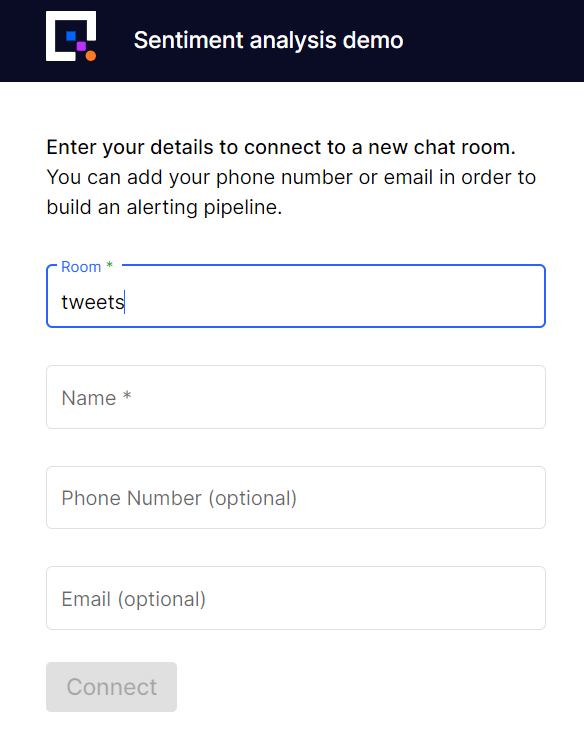 Sentiment analysis demo
Enter your details to connect to a new chat room.
You can add your phone number or email in order to
build an alerting pipeline.
Room *
tweets
Name *
Phone Number (optional)
Email (optional)
Connect